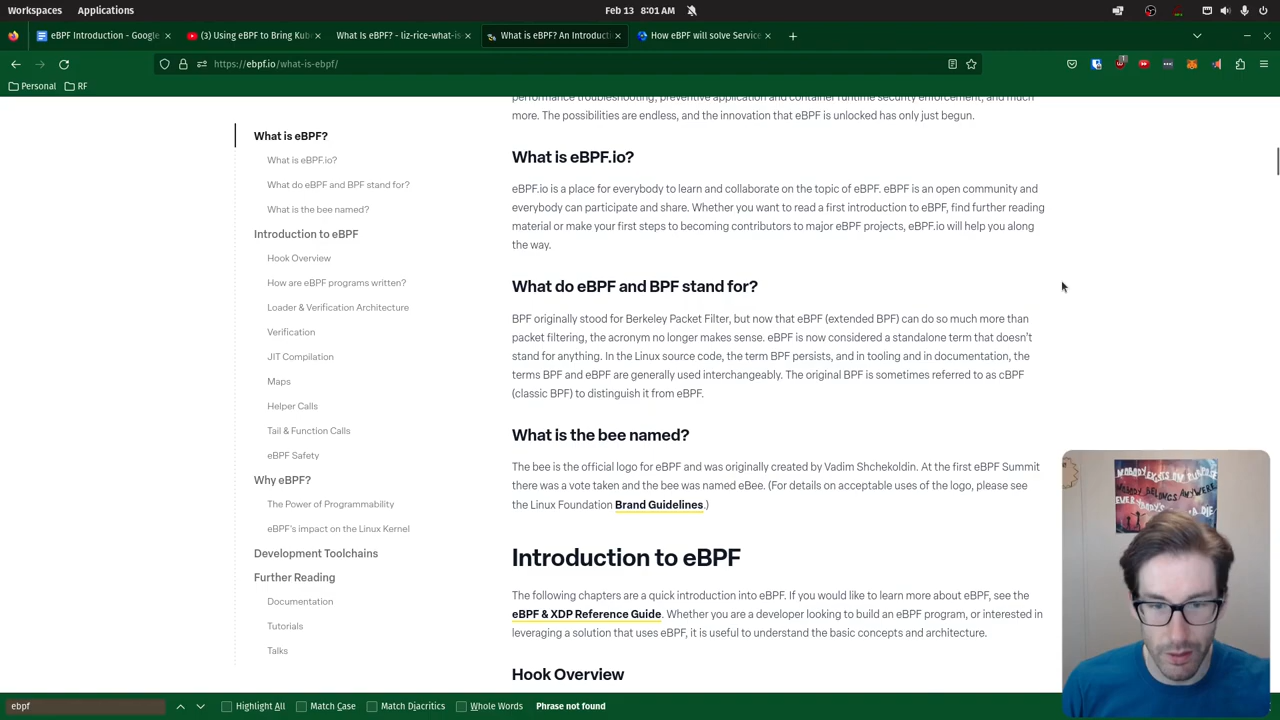 Workspaces Applications Feb 13 8:01 AM
eBPF Introduction - Google (3) Using eBPF to Bring Kub What Is eBPF? - liz-rice-what-is What is eBPF? An Introducti How eBPF will solve Service
https://ebpf.io/what-is-ebpf/
Personal RF
performance troubleshooting, preventive application and container runtime security enforcement, and much
more. The possibilities are endless, and the innovation that eBPF is unlocked has only just begun.
What is eBPF?
What is eBPF.io?
What do eBPF and BPF stand for?
What is the bee named?
Introduction to eBPF
Hook Overview
How are eBPF programs written?
Loader & Verification Architecture
Verification
JIT Compilation
Maps
Helper Calls
Tail & Function Calls
eBPF Safety
Why eBPF?
The Power of Programmability
eBPF's impact on the Linux Kernel
Development Toolchains
Further Reading
Documentation
Tutorials
Talks
What is eBPF.io?
eBPF.io is a place for everybody to learn and collaborate on the topic of eBPF. eBPF is an open community and
everybody can participate and share. Whether you want to read a first introduction to eBPF, find further reading
material or make your first steps to becoming contributors to major eBPF projects, eBPF.io will help you along
the way.
What do eBPF and BPF stand for?
BPF originally stood for Berkeley Packet Filter, but now that eBPF (extended BPF) can do so much more than
packet filtering, the acronym no longer makes sense. eBPF is now considered a standalone term that doesn't
stand for anything. In the Linux source code, the term BPF persists, and in tooling and in documentation, the
terms BPF and eBPF are generally used interchangeably. The original BPF is sometimes referred to as cBPF
(classic BPF) to distinguish it from eBPF.
What is the bee named?
The bee is the official logo for eBPF and was originally created by Vadim Shchekoldin. At the first eBPF Summit
there was a vote taken and the bee was named eBee. (For details on acceptable uses of the logo, please see
the Linux Foundation Brand Guidelines.)
Introduction to eBPF
The following chapters are a quick introduction into eBPF. If you would like to learn more about eBPF, see the
eBPF & XDP Reference Guide. Whether you are a developer looking to build an eBPF program, or interested in
leveraging a solution that uses eBPF, it is useful to understand the basic concepts and architecture.
Hook Overview
NOBODY EXISTS ON PURPOSE
NOBODY BELONGS ANYWHERE
DIE
ebpf Highlight All Match Case Match Diacritics Whole Words Phrase not found